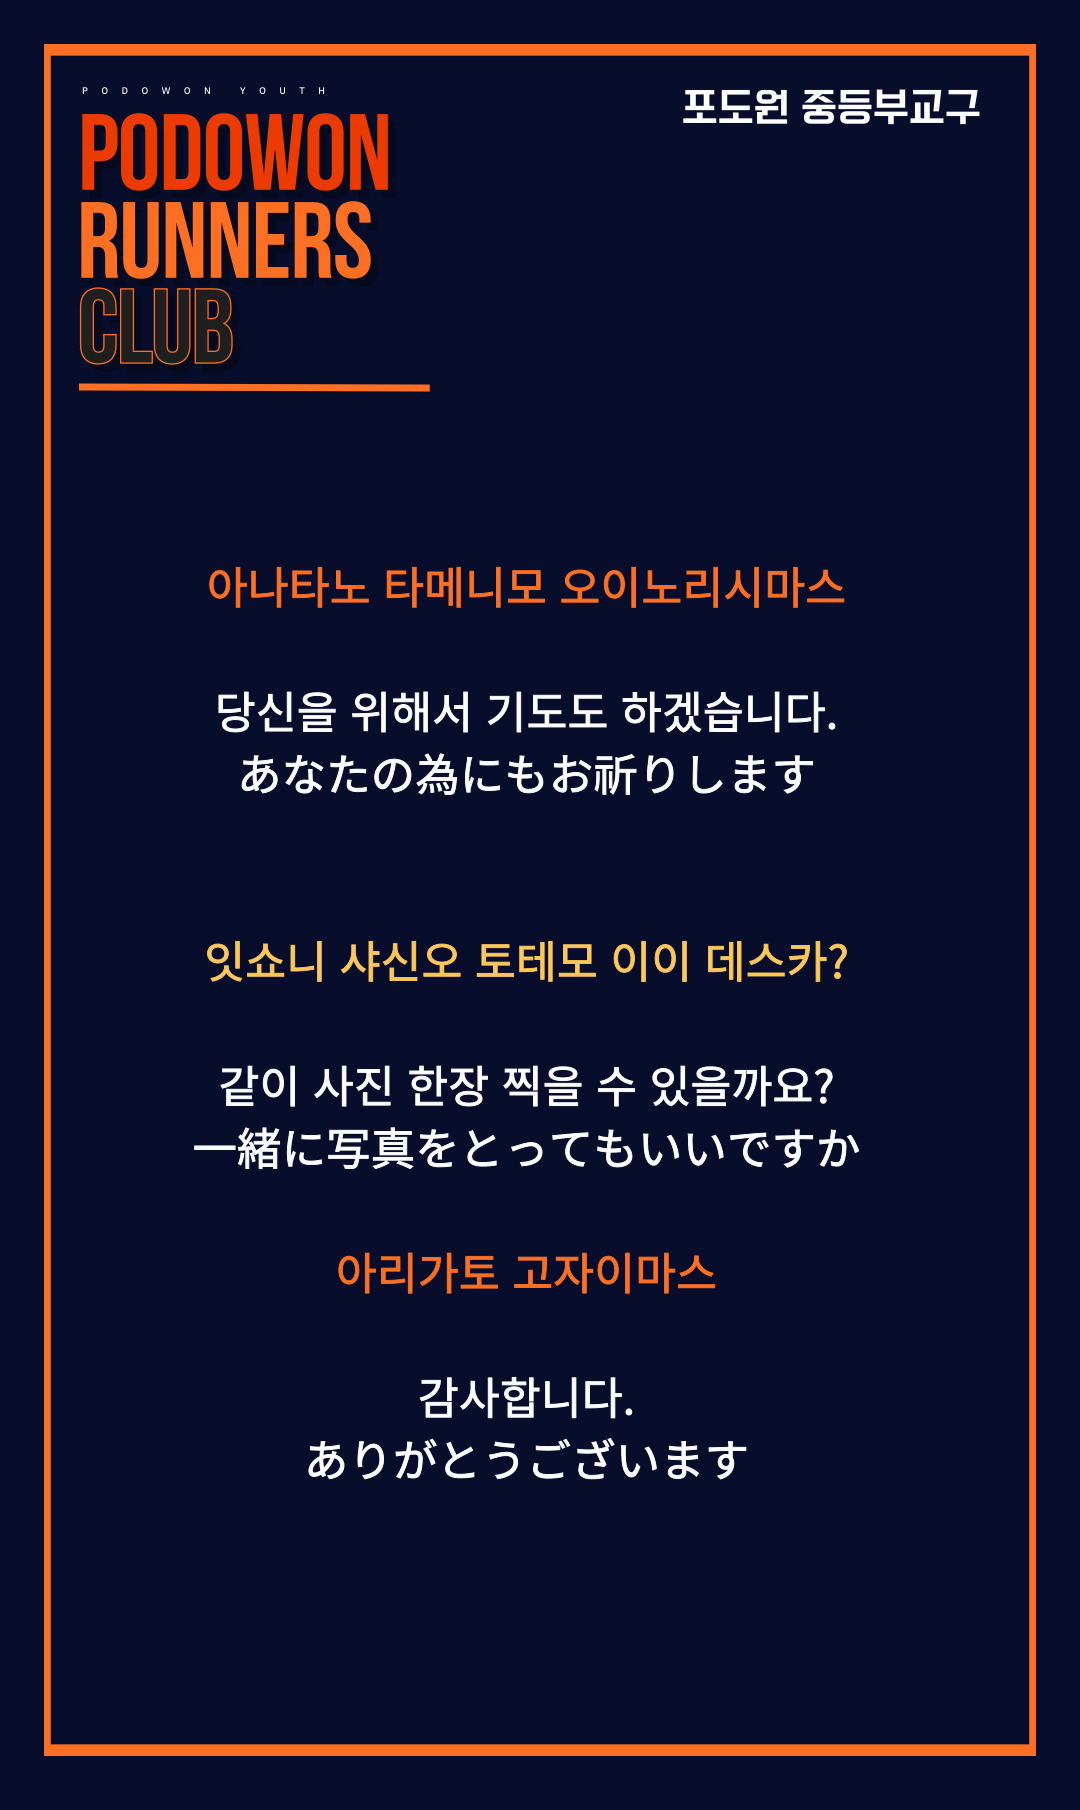 PODOWON YOUTH
PODOWON
RUNNERS
CLUB
포도원 중등부교구
아나타노 타메니모 오이노리시마스
당신을 위해서 기도도 하겠습니다.
あなたの為にもお祈りします
잇쇼니 샤신오 토테모 이이 데스카?
같이 사진 한장 찍을 수 있을까요?
一緒に写真をとってもいいですか
아리가토 고자이마스
감사합니다.
ありがとうございます